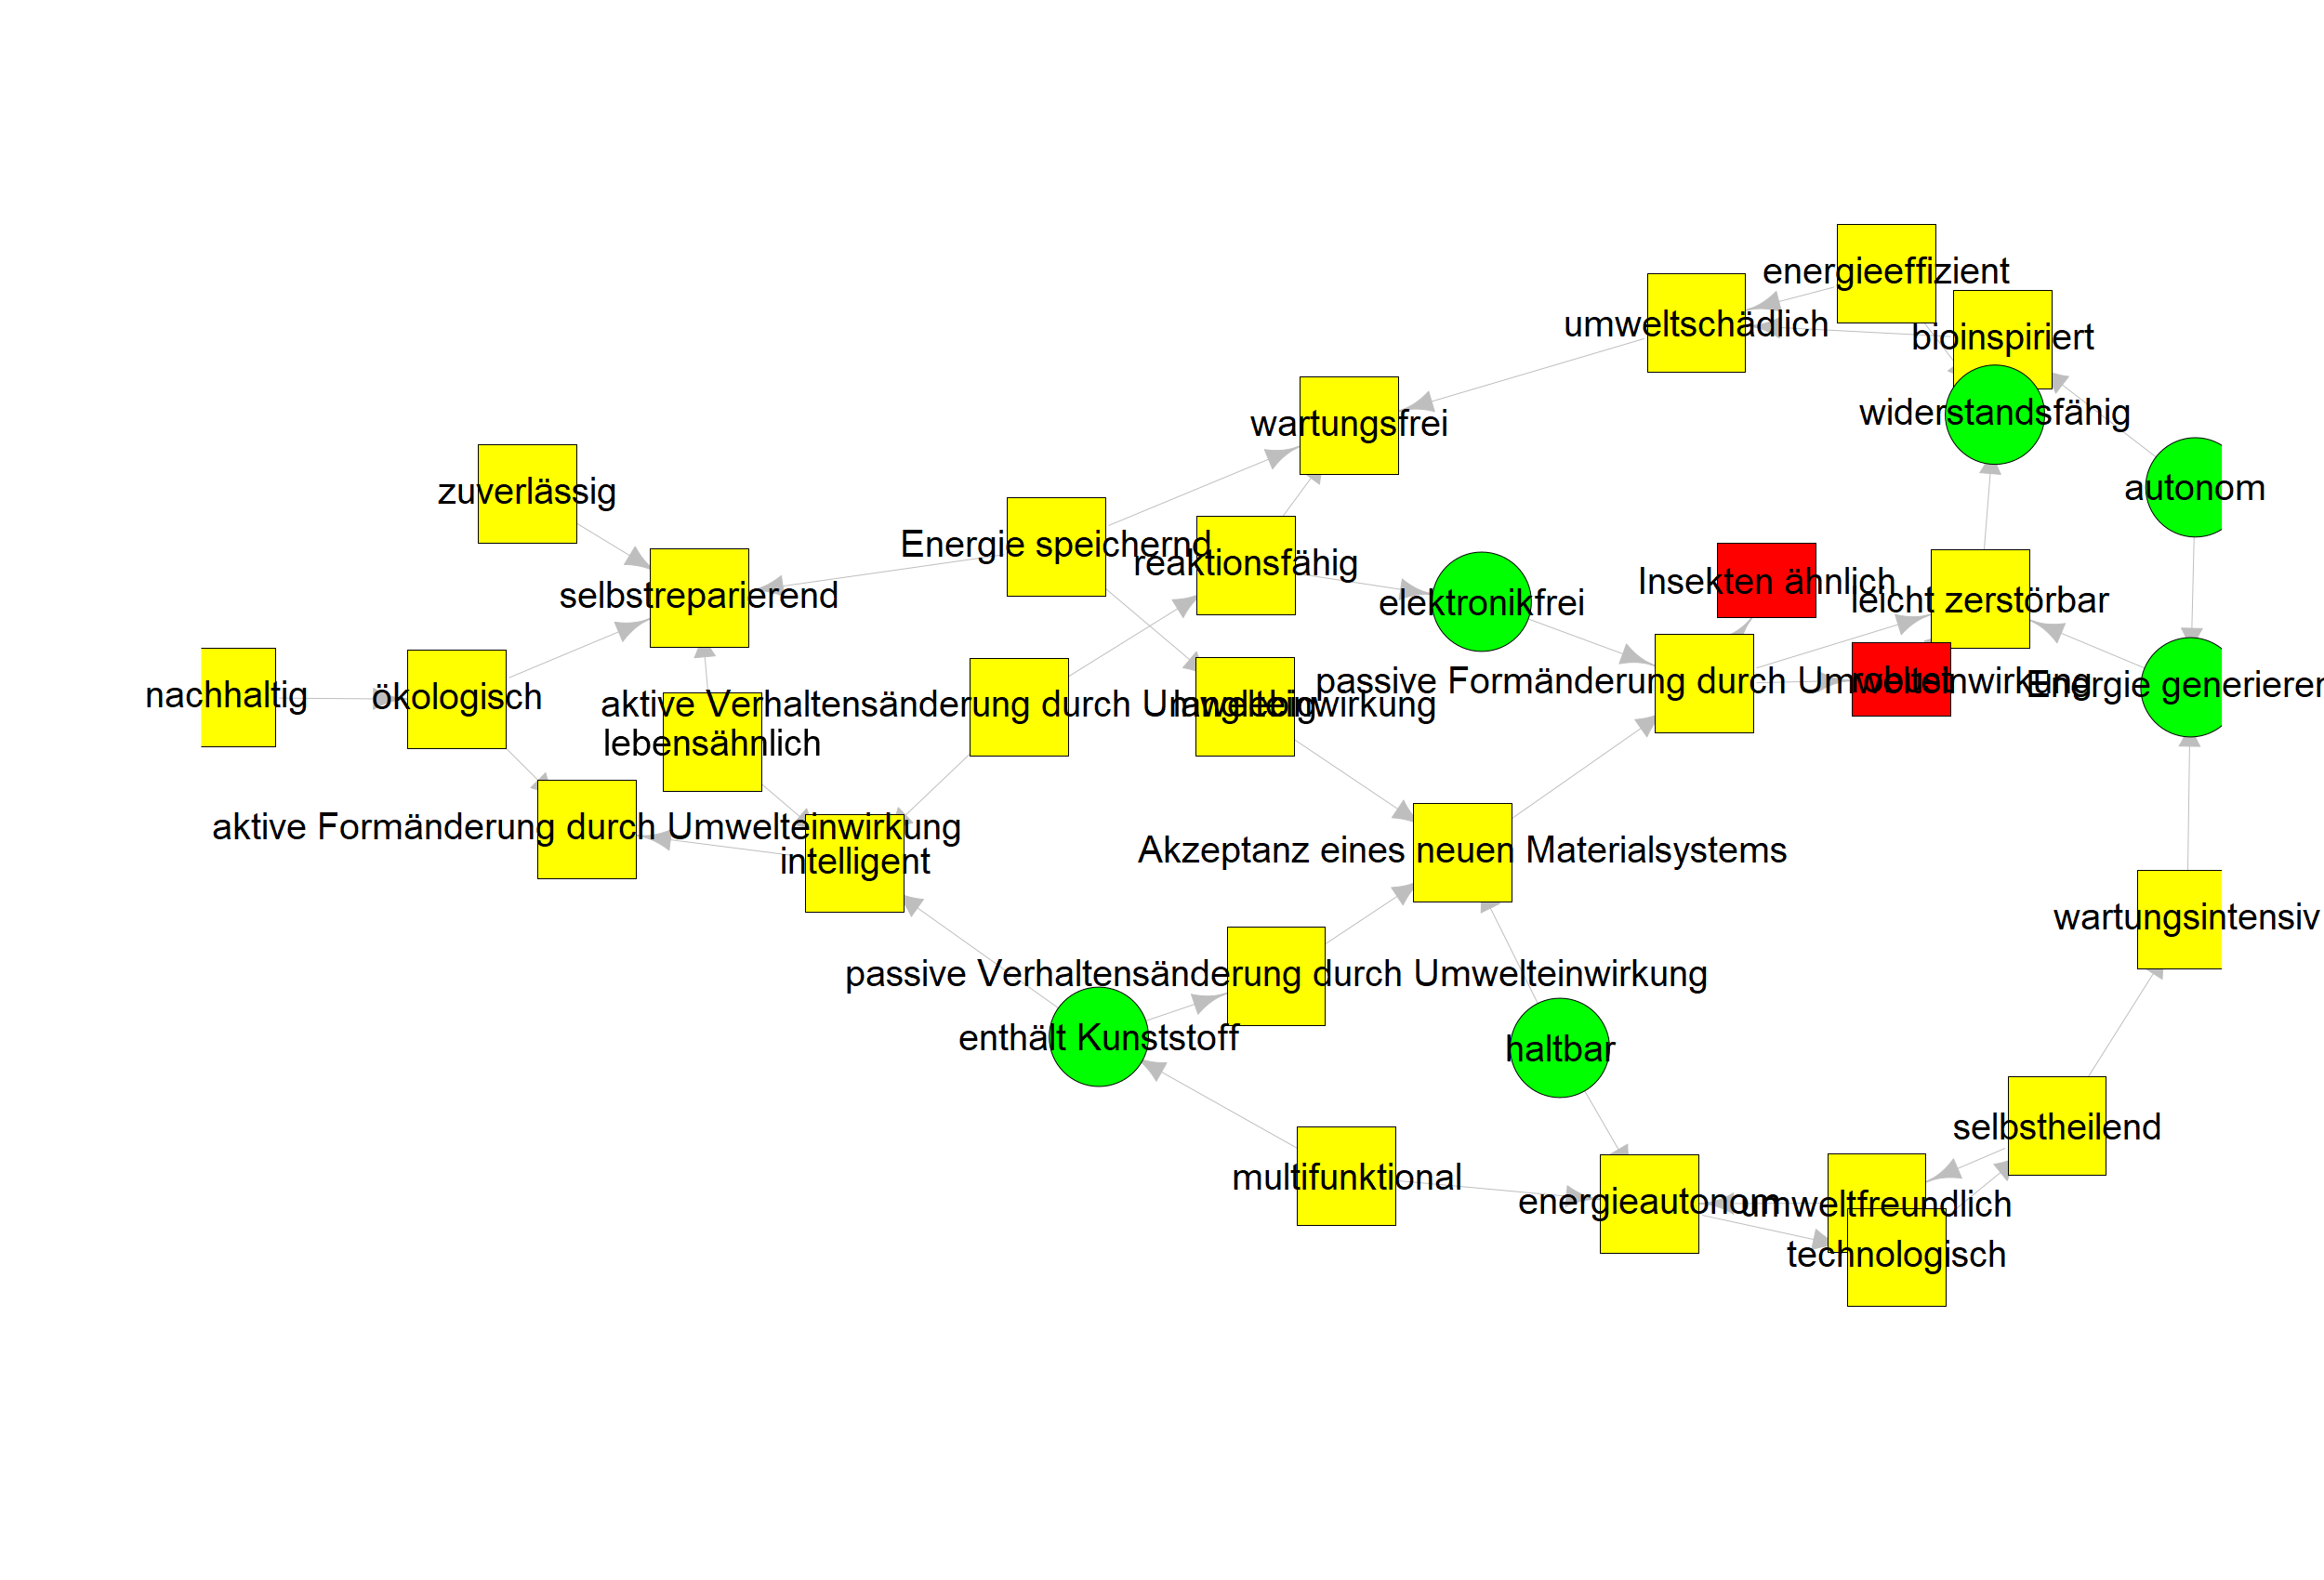 energieeffizient
umweltschädlich
bioinspiriert
widerstandsfähig
wartungsfrei
autonom
zuverlässig
Energie speichernd
reaktionsfähig
Insekten ähnlich
selbstreparierend
elektronikfrei
leicht zerstörbar
passive Formänderung durch Umwelteinwirkung
robust
Energie generieren
nachhaltig
ökologisch
aktive Verhaltensänderung durch Umwelteinwirkung
langlebig
lebensähnlich
aktive Formänderung durch Umwelteinwirkung
Akzeptanz eines neuen Materialsystems
intelligent
wartungsintensiv
passive Verhaltensänderung durch Umwelteinwirkung
enthält Kunststoff
haltbar
selbstheilend
multifunktional
energieautonom
umweltfreundlich
technologisch